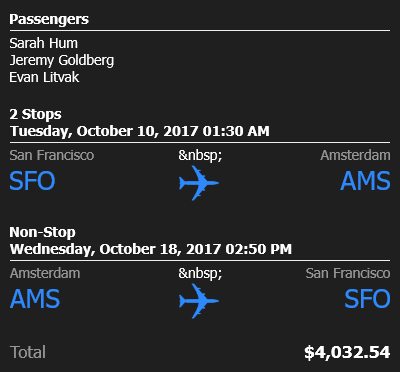 Passengers
Sarah Hum
Jeremy Goldberg
Evan Litvak
2 Stops
Tuesday, October 10, 2017 01:30 AM
San Francisco &nbsp; Amsterdam
SFO AMS
Non-Stop
Wednesday, October 18, 2017 02:50 PM
Amsterdam &nbsp; San Francisco
AMS SFO
Total $4,032.54